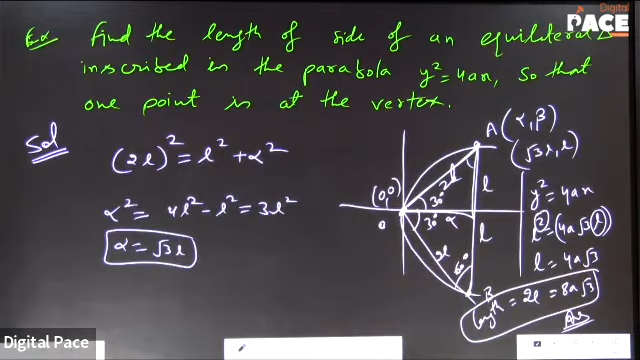 Digital
PACE
Ex Find the length of side of an equilateral Δ
inscribed in the parabola y² = 4ax, so that
one point is at the vertex.
Sol
(2l)² = l² + α²
α² = 4l² - l² = 3l²
α = √3 l
A (α, β)
(√3l, l)
(0,0)
0
30°
30° α
2l
l
l
2l
60°
B
y² = 4ax
l² = (4a√3 l)
l = 4a√3
length = 2l = 8a√3
Ans
Digital Pace